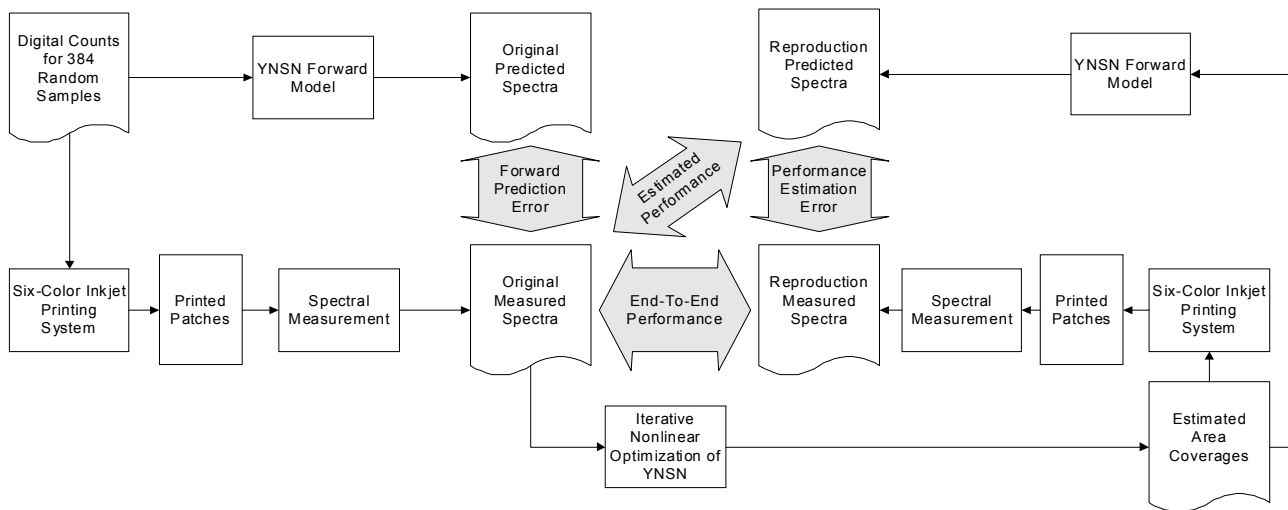 Digital Counts
for 384
Random
Samples
YNSN Forward
Model
Original
Predicted
Spectra
Reproduction
Predicted
Spectra
YNSN Forward
Model
Forward
Prediction
Error
Estimated
Performance
Performance
Estimation
Error
Six-Color Inkjet
Printing
System
Printed
Patches
Spectral
Measurement
Original
Measured
Spectra
End-To-End
Performance
Reproduction
Measured
Spectra
Spectral
Measurement
Printed
Patches
Six-Color Inkjet
Printing
System
Iterative
Nonlinear
Optimization of
YNSN
Estimated
Area
Coverages